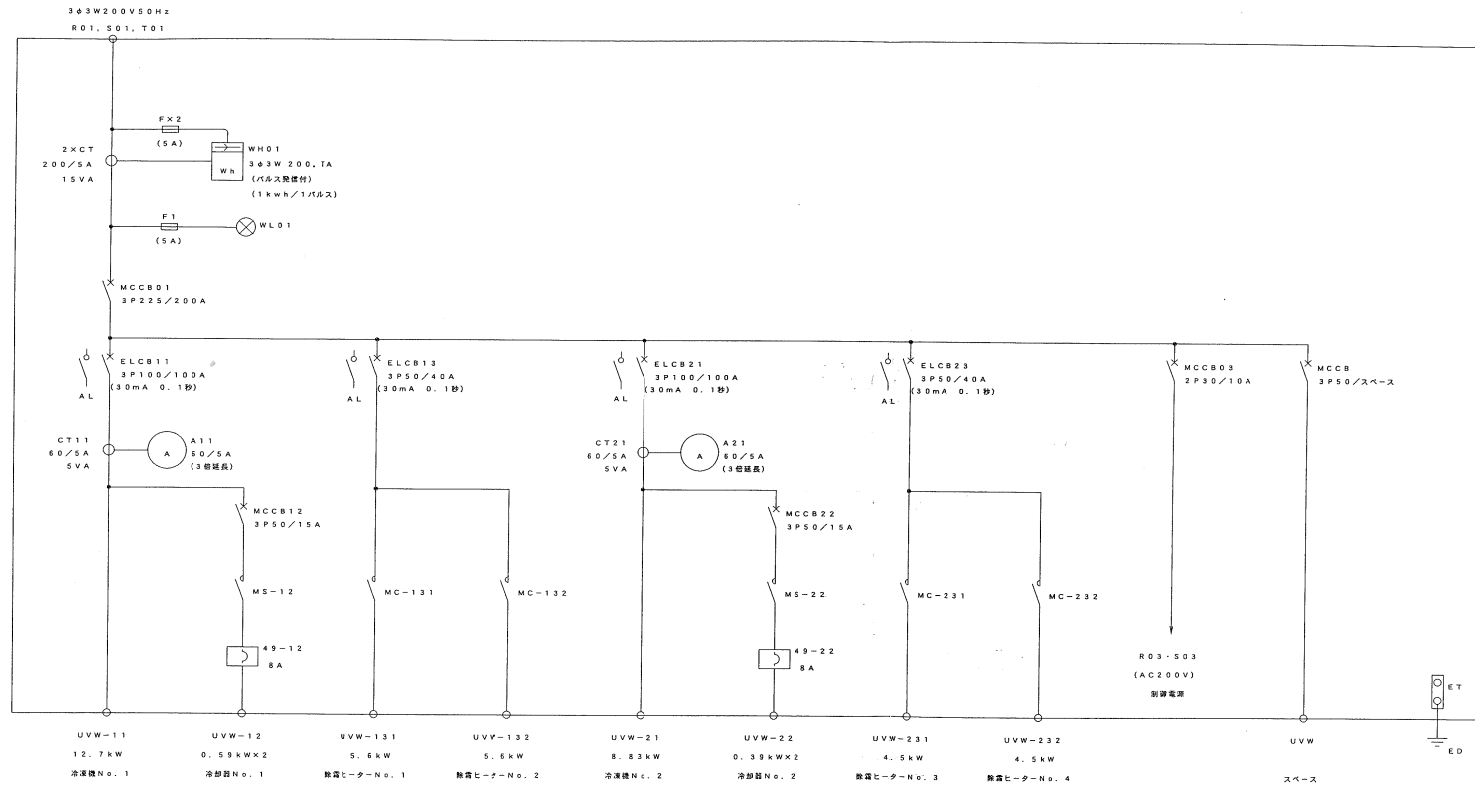 3φ3W200V50Hz
R01, S01, T01
F×2
(5A)
2×CT
200/5A
15VA
WH01
3φ3W 200V.TA
(パルス発信付)
(1kwh/1パルス)
Wh
F1
(5A)
WL01
MCCB01
3P225/200A
ELCB11
3P100/100A
(30mA 0.1秒)
AL
ELCB13
3P50/40A
(30mA 0.1秒)
AL
ELCB21
3P100/100A
(30mA 0.1秒)
AL
ELCB23
3P50/40A
(30mA 0.1秒)
AL
MCCB03
2P30/10A
MCCB
3P50/スペース
CT11
60/5A
5VA
A
A11
60/5A
(3倍延長)
CT21
60/5A
5VA
A
A21
60/5A
(3倍延長)
MCCB12
3P50/15A
MCCB22
3P50/15A
MS-12
MC-131
MC-132
MS-22
MC-231
MC-232
49-12
8A
49-22
8A
R03・S03
(AC200V)
制御電源
ET
ED
UVW-11
12.7kW
冷凍機No.1
UVW-12
0.59kW×2
冷却器No.1
UVW-131
5.6kW
除霜ヒーターNo.1
UVW-132
5.6kW
除霜ヒーターNo.2
UVW-21
8.83kW
冷凍機No.2
UVW-22
0.39kW×2
冷却器No.2
UVW-231
4.5kW
除霜ヒーターNo.3
UVW-232
4.5kW
除霜ヒーターNo.4
UVW
スペース